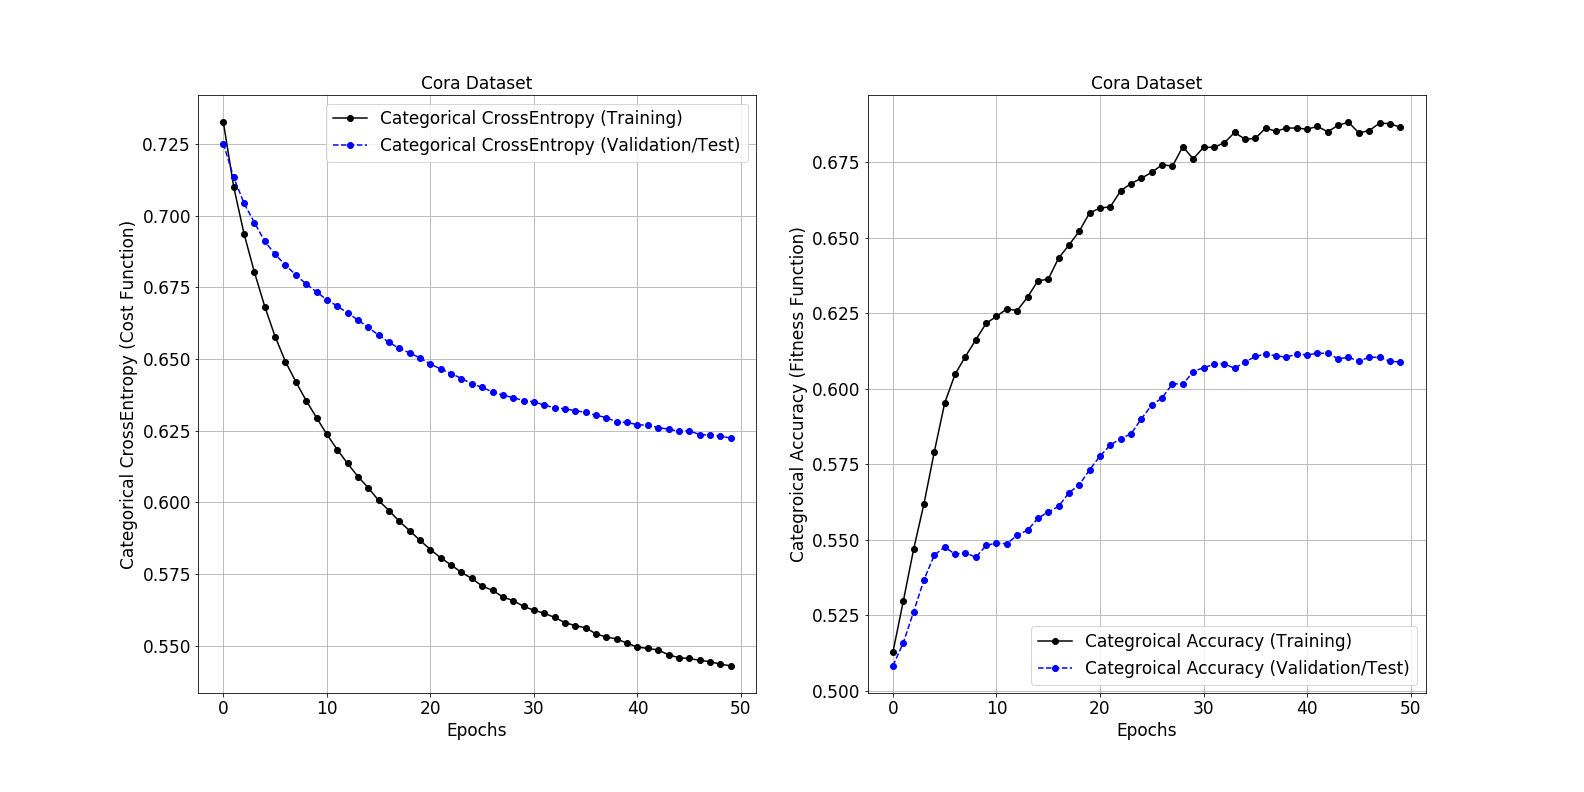 Cora Dataset
Categorical CrossEntropy (Training)
Categorical CrossEntropy (Validation/Test)
0.725
0.700
0.675
0.650
0.625
0.600
0.575
0.550
Categorical CrossEntropy (Cost Function)
0 10 20 30 40 50
Epochs
Cora Dataset
0.675
0.650
0.625
0.600
0.575
0.550
0.525
0.500
Categroical Accuracy (Fitness Function)
Categroical Accuracy (Training)
Categroical Accuracy (Validation/Test)
0 10 20 30 40 50
Epochs